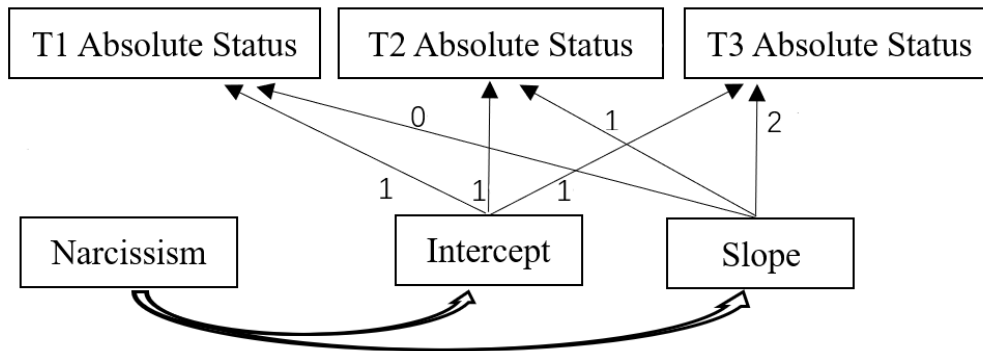 T1 Absolute Status
T2 Absolute Status
T3 Absolute Status
0
1
2
1
1
1
Narcissism
Intercept
Slope